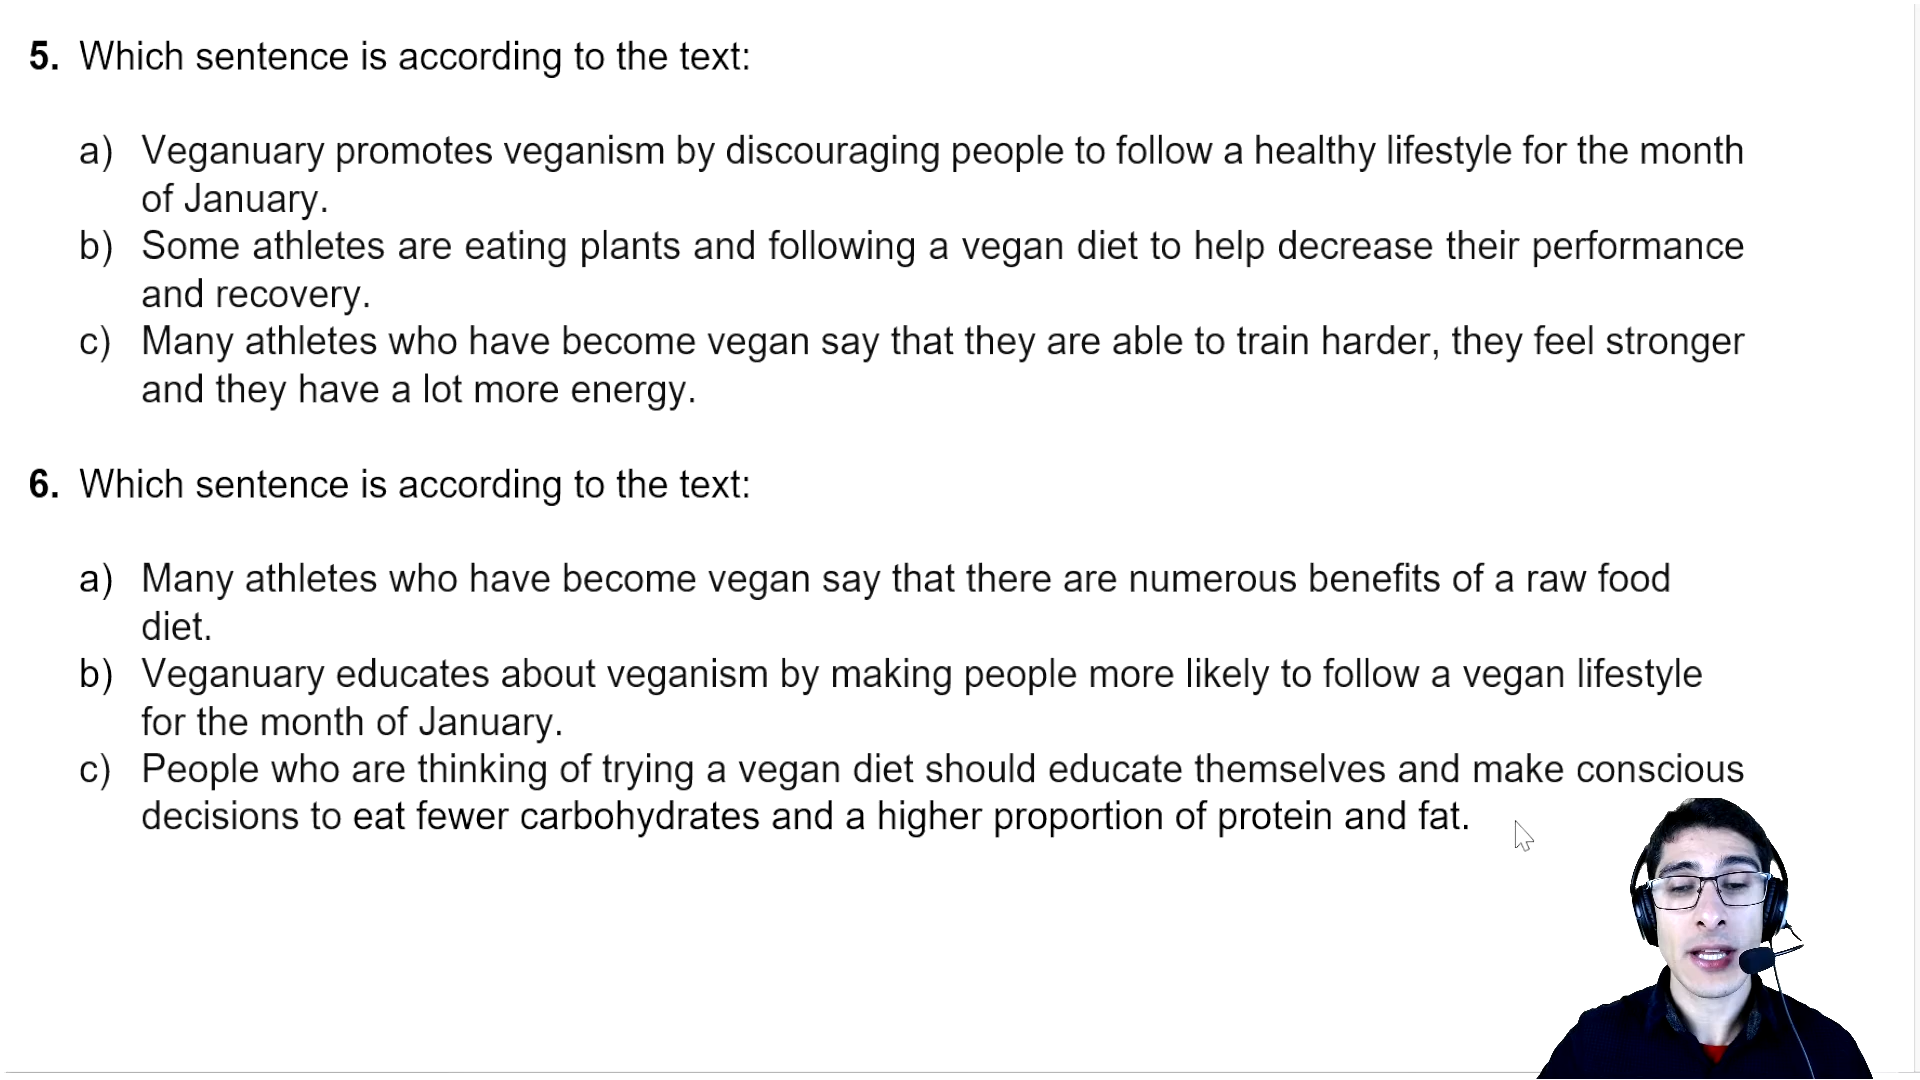 5. Which sentence is according to the text:
a) Veganuary promotes veganism by discouraging people to follow a healthy lifestyle for the month
of January.
b) Some athletes are eating plants and following a vegan diet to help decrease their performance
and recovery.
c) Many athletes who have become vegan say that they are able to train harder, they feel stronger
and they have a lot more energy.
6. Which sentence is according to the text:
a) Many athletes who have become vegan say that there are numerous benefits of a raw food
diet.
b) Veganuary educates about veganism by making people more likely to follow a vegan lifestyle
for the month of January.
c) People who are thinking of trying a vegan diet should educate themselves and make conscious
decisions to eat fewer carbohydrates and a higher proportion of protein and fat.